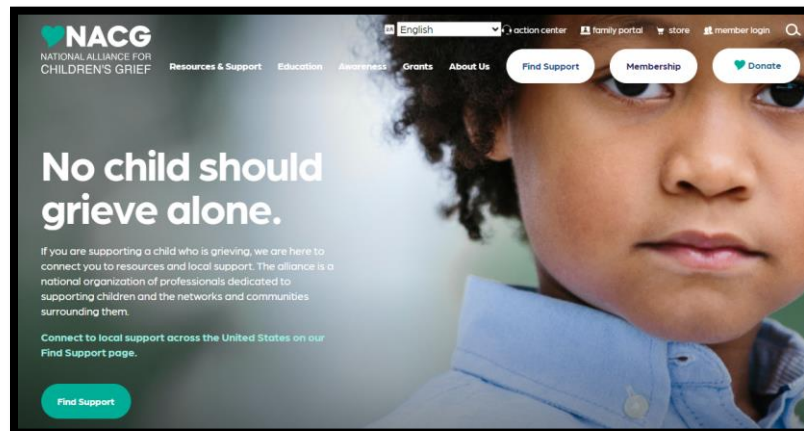 NACG
NATIONAL ALLIANCE FOR
CHILDREN'S GRIEF
English
action center
family portal
store
member login
Resources & Support
Education
Awareness
Grants
About Us
Find Support
Membership
Donate
No child should
grieve alone.
If you are supporting a child who is grieving, we are here to
connect you to resources and local support. The alliance is a
national organization of professionals dedicated to
supporting children and the networks and communities
surrounding them.
Connect to local support across the United States on our
Find Support page.
Find Support